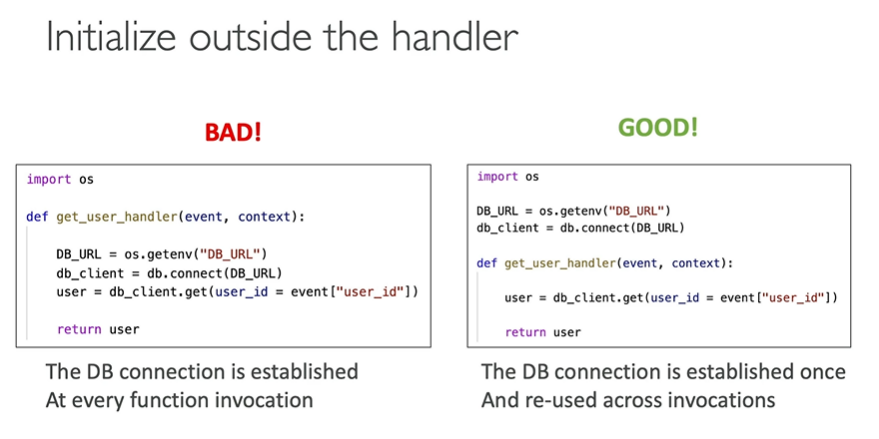 Initialize outside the handler
BAD!
import os
def get_user_handler(event, context):
DB_URL = os.getenv("DB_URL")
db_client = db.connect(DB_URL)
user = db_client.get(user_id = event["user_id"])
return user
The DB connection is established
At every function invocation
GOOD!
import os
DB_URL = os.getenv("DB_URL")
db_client = db.connect(DB_URL)
def get_user_handler(event, context):
user = db_client.get(user_id = event["user_id"])
return user
The DB connection is established once
And re-used across invocations